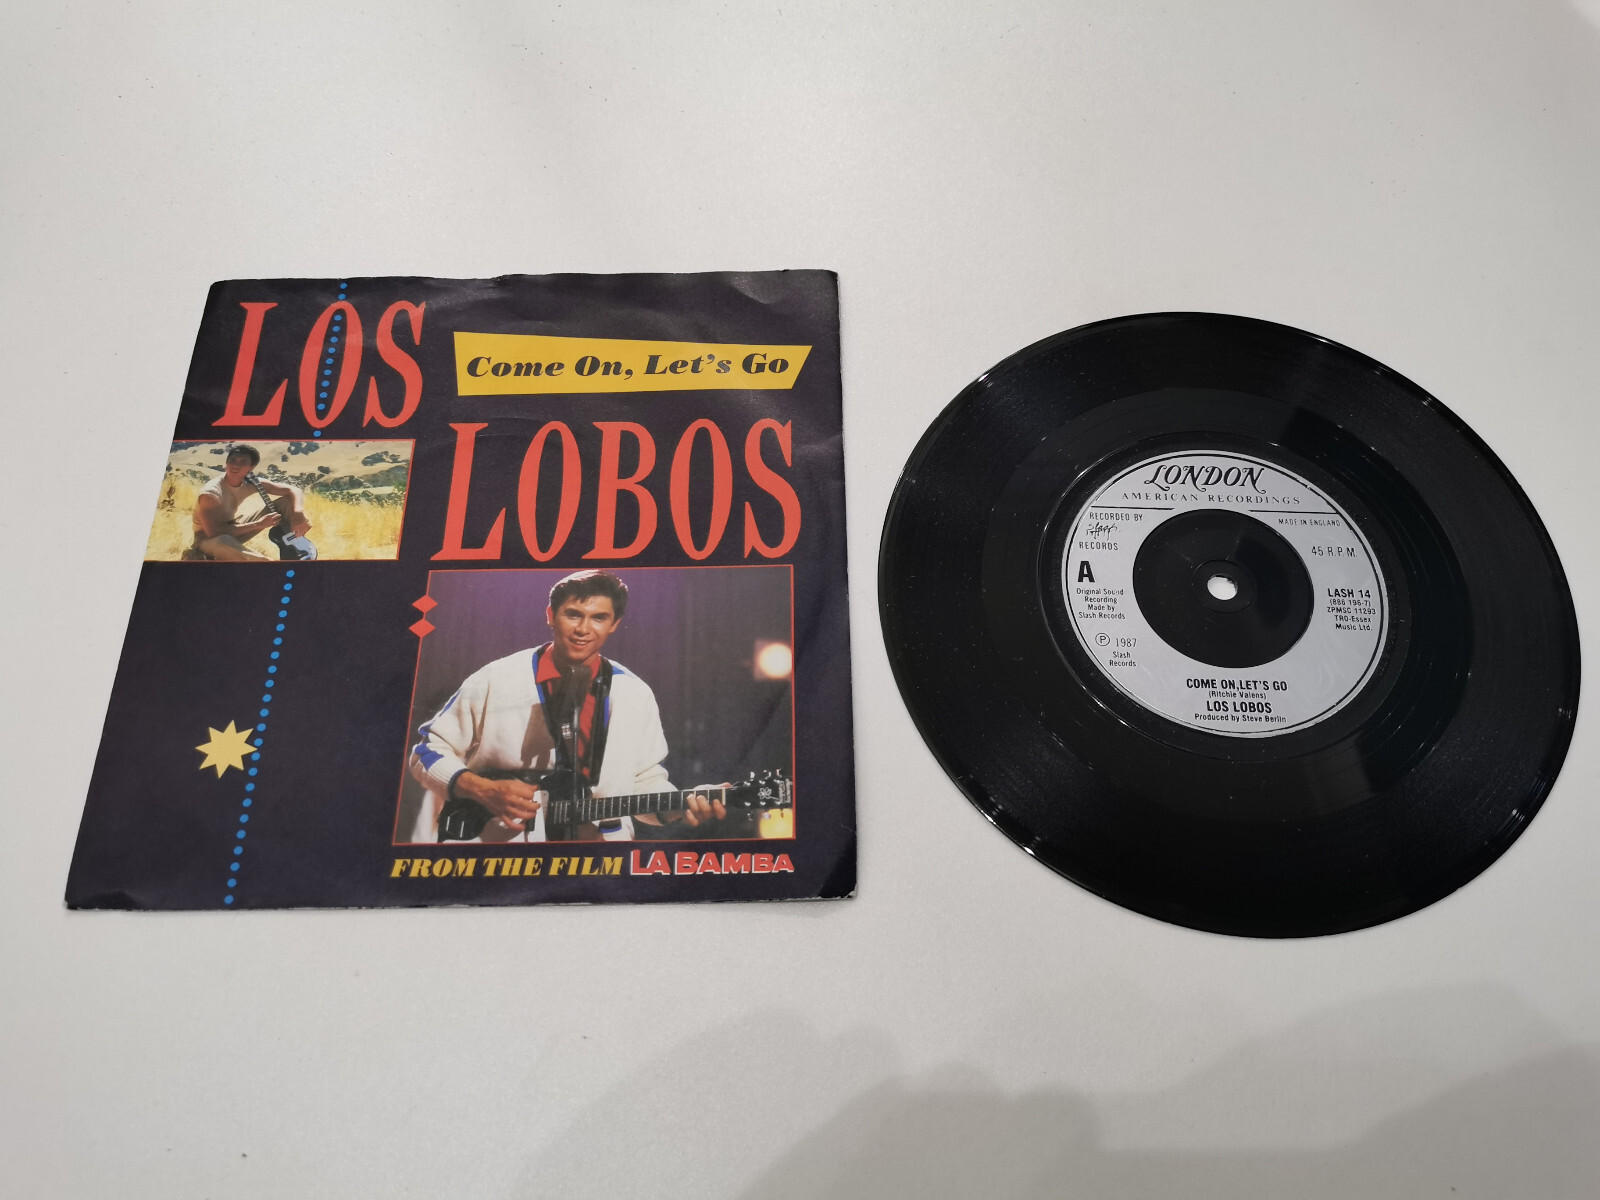 LOS
Come On, Let's Go
LOBOS
FROM THE FILM LA BAMBA
LONDON
AMERICAN RECORDINGS
RECORDED BY
Slash
RECORDS
MADE IN ENGLAND
45 R.P.M.
A
Original Sound
Recording
Made by
Slash Records
LASH 14
(886 196-7)
ZPMSC 11293
TRO-Essex
Music Ltd.
℗ 1987
Slash
Records
COME ON,LET'S GO
(Ritchie Valens)
LOS LOBOS
Produced by Steve Berlin